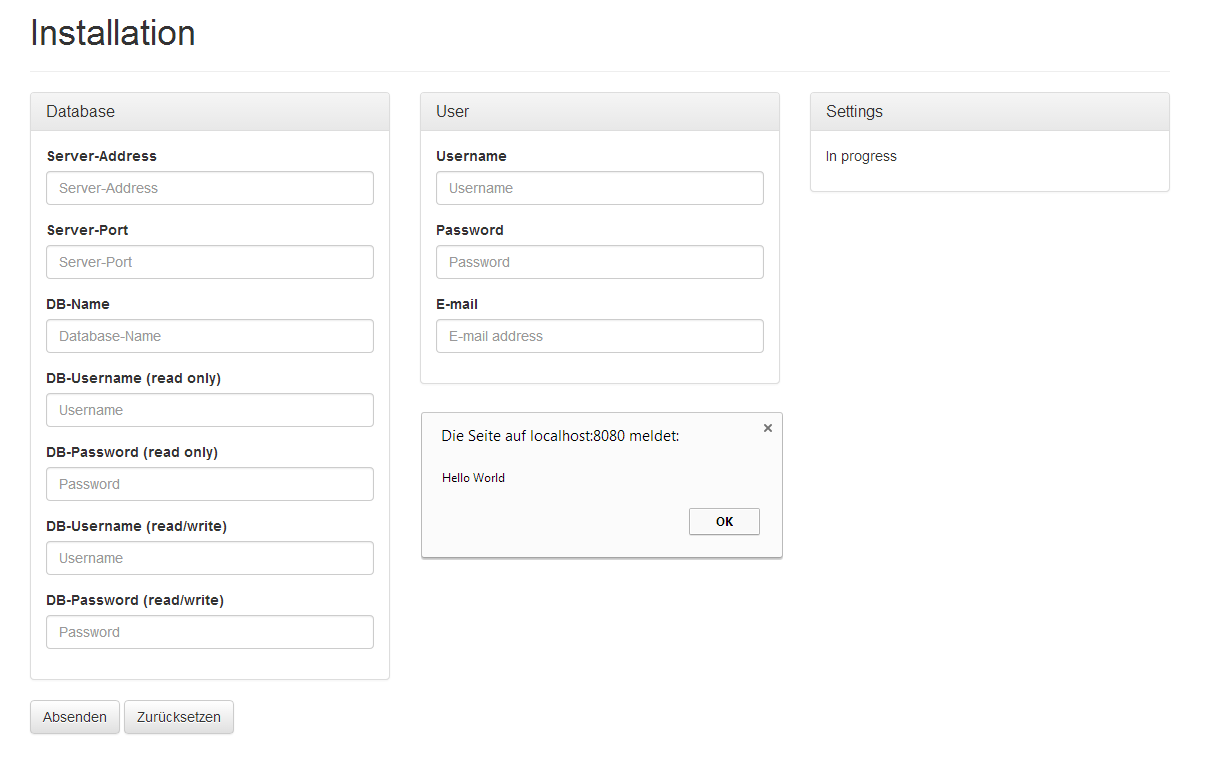 Installation
Database
Server-Address
Server-Address
Server-Port
Server-Port
DB-Name
Database-Name
DB-Username (read only)
Username
DB-Password (read only)
Password
DB-Username (read/write)
Username
DB-Password (read/write)
Password
User
Username
Username
Password
Password
E-mail
E-mail address
Die Seite auf localhost:8080 meldet:
×
Hello World
OK
Settings
In progress
Absenden Zurücksetzen